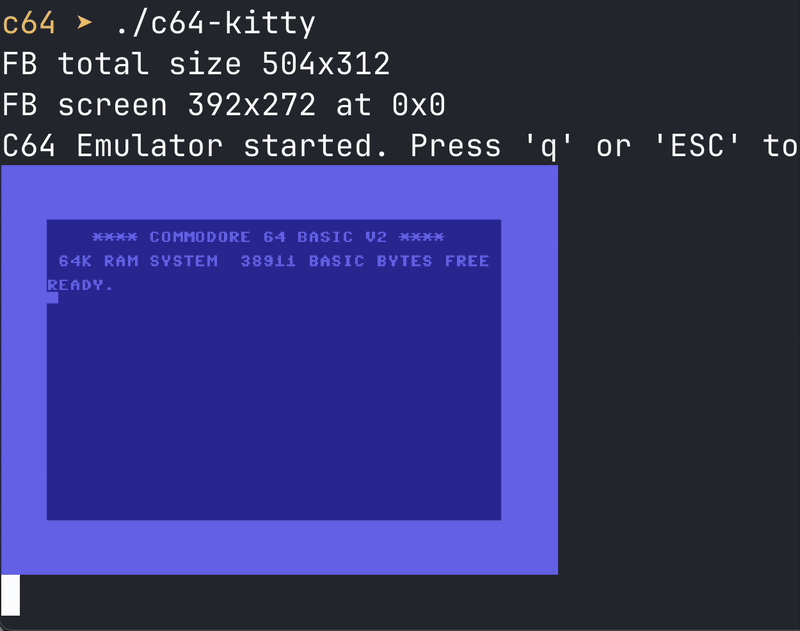 c64 ➤ ./c64-kitty
FB total size 504x312
FB screen 392x272 at 0x0
C64 Emulator started. Press 'q' or 'ESC' to
**** COMMODORE 64 BASIC V2 ****
64K RAM SYSTEM  38911 BASIC BYTES FREE
READY.